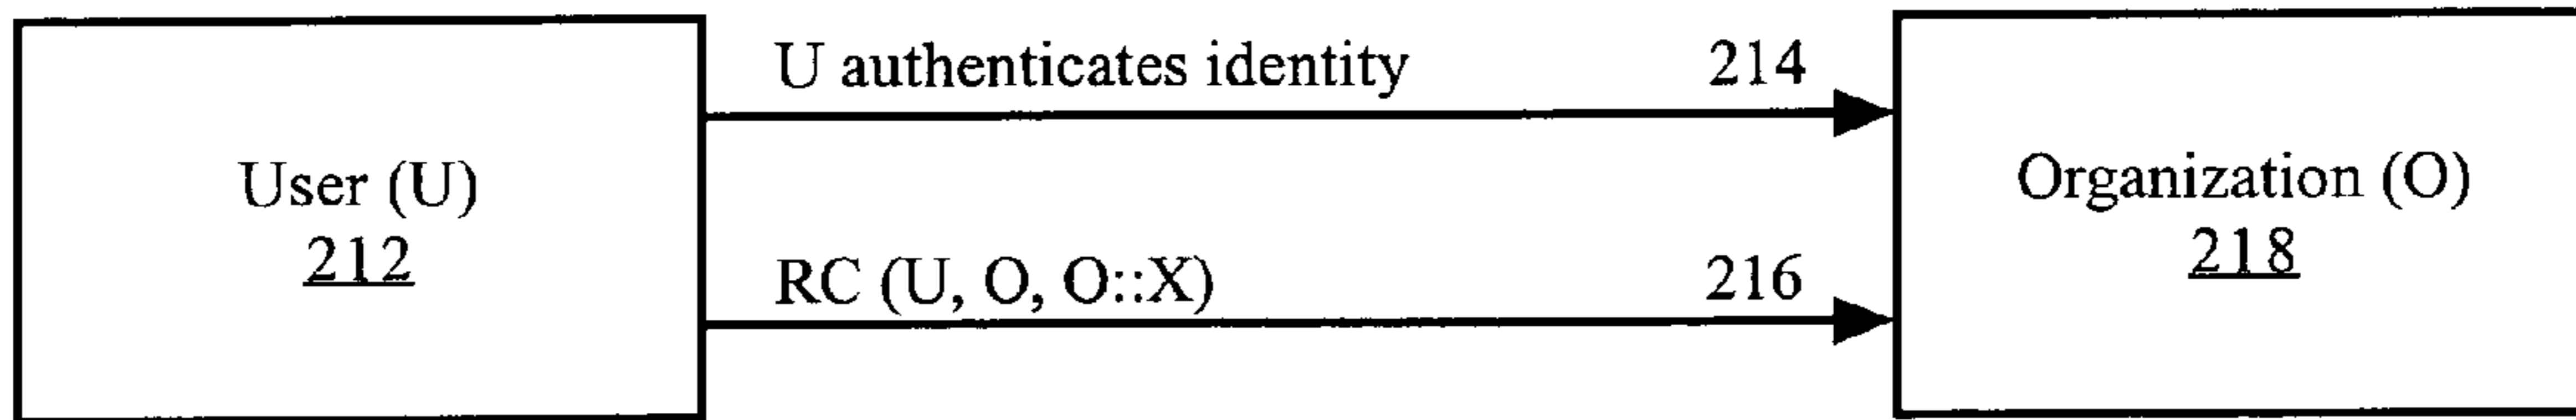 User (U)
212
U authenticates identity 214
RC (U, O, O::X) 216
Organization (O)
218